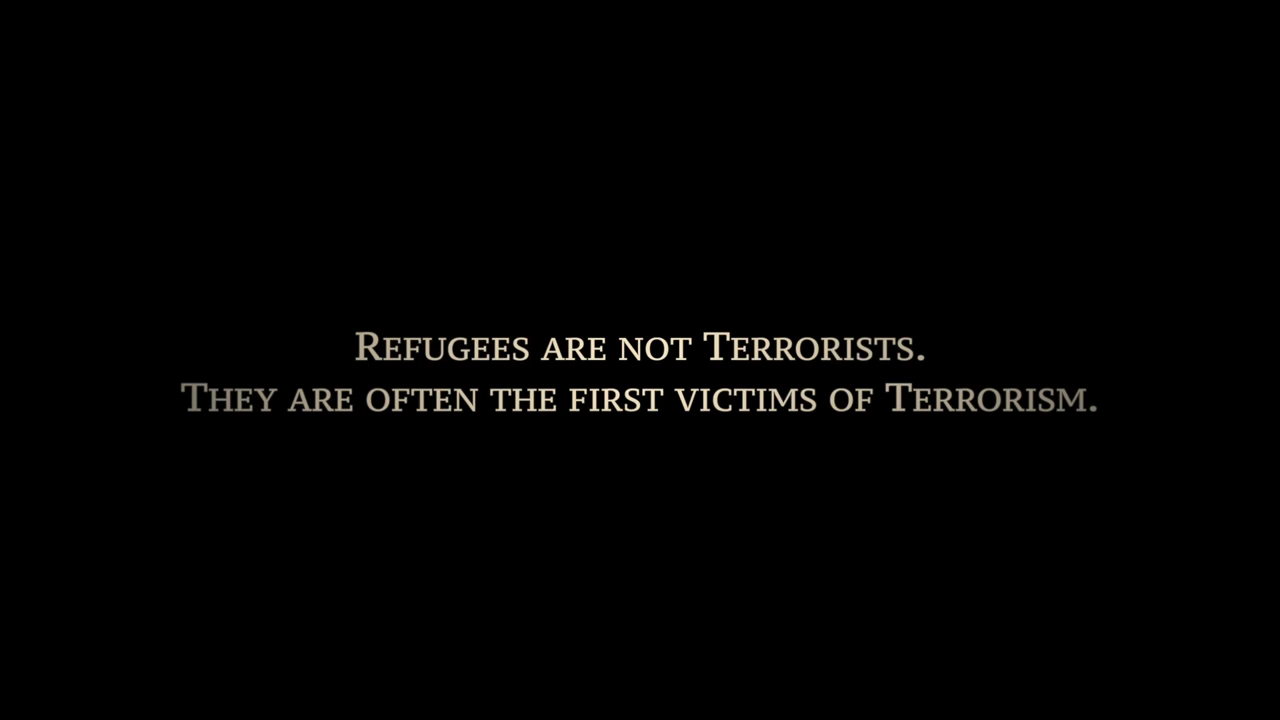 Refugees are not Terrorists.
They are often the first victims of Terrorism.